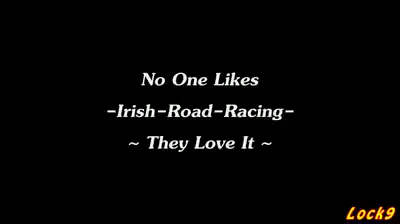 No One Likes
-Irish-Road-Racing-
~ They Love It ~
Lock9